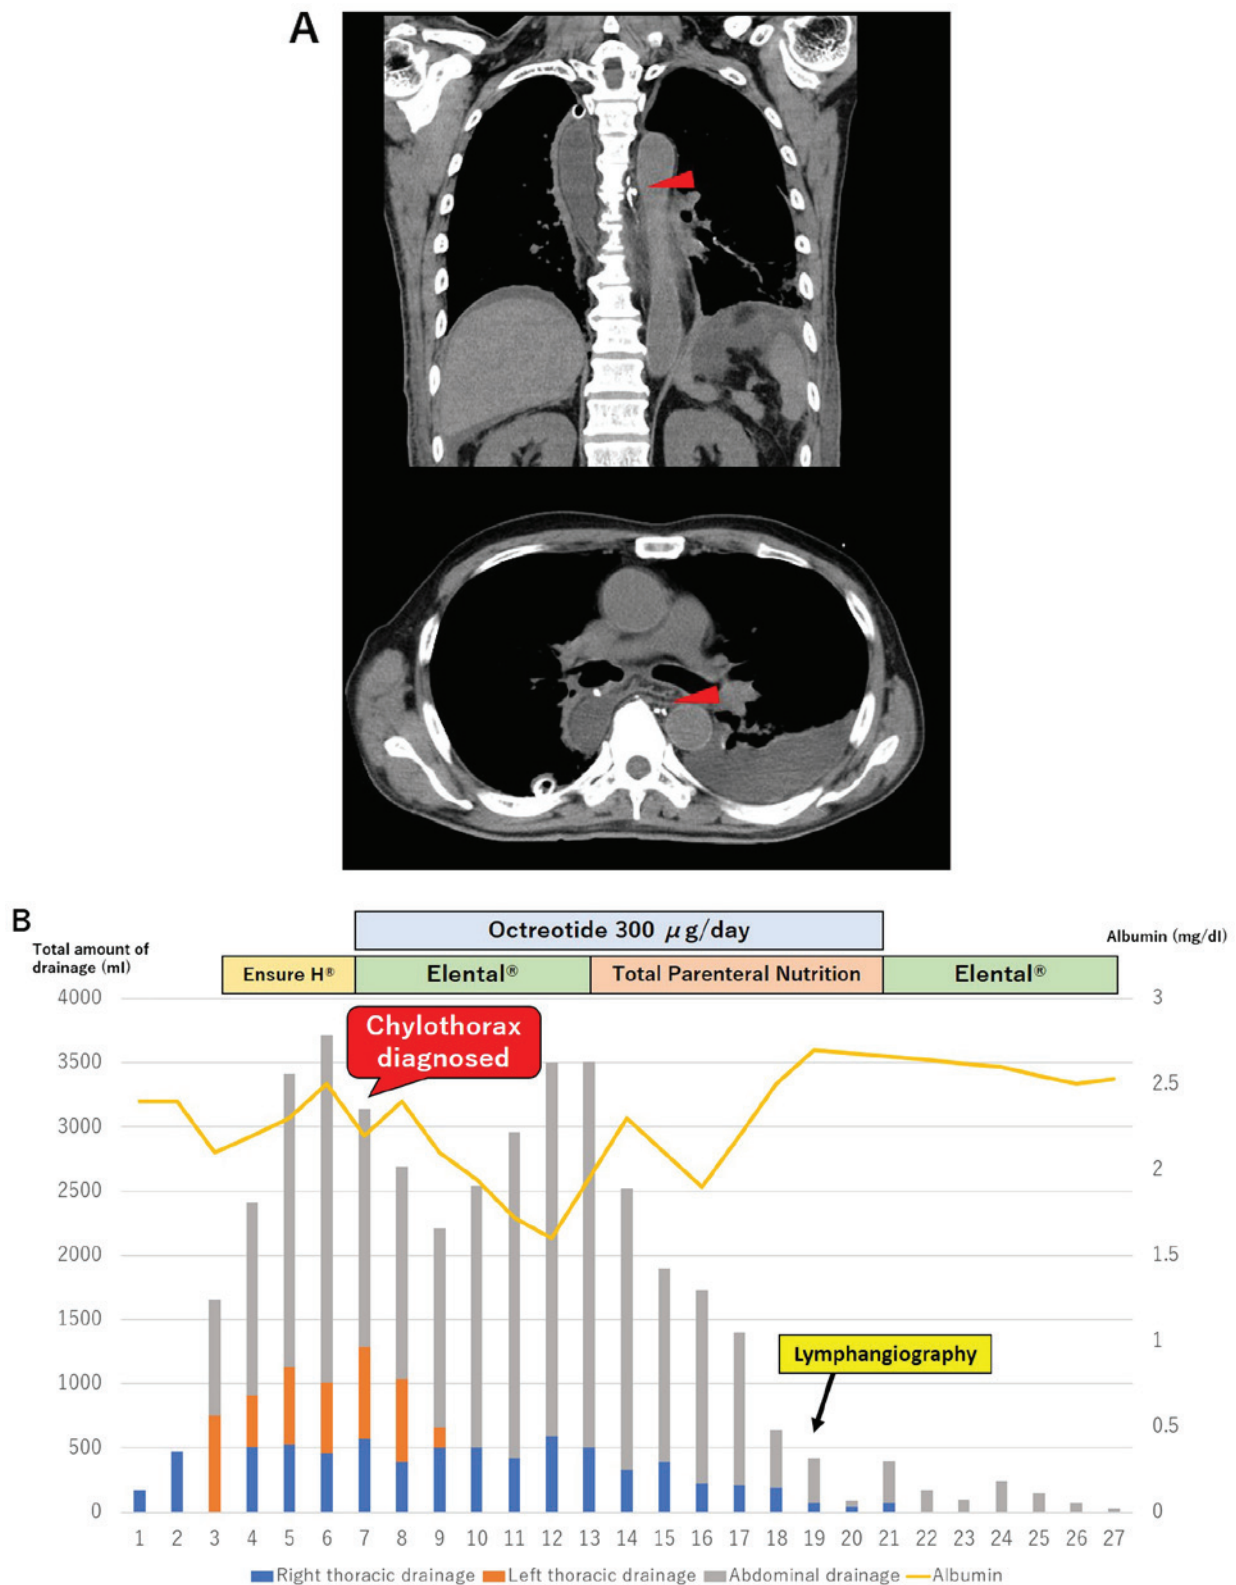 A
B
Total amount of
drainage (ml)
Octreotide 300 μg/day
Albumin (mg/dl)
Ensure H®
Elental®
Total Parenteral Nutrition
Elental®
Chylothorax
diagnosed
Lymphangiography
4000
3500
3000
2500
2000
1500
1000
500
0
3
2.5
2
1.5
1
0.5
0
1 2 3 4 5 6 7 8 9 10 11 12 13 14 15 16 17 18 19 20 21 22 23 24 25 26 27
Right thoracic drainage Left thoracic drainage Abdominal drainage Albumin